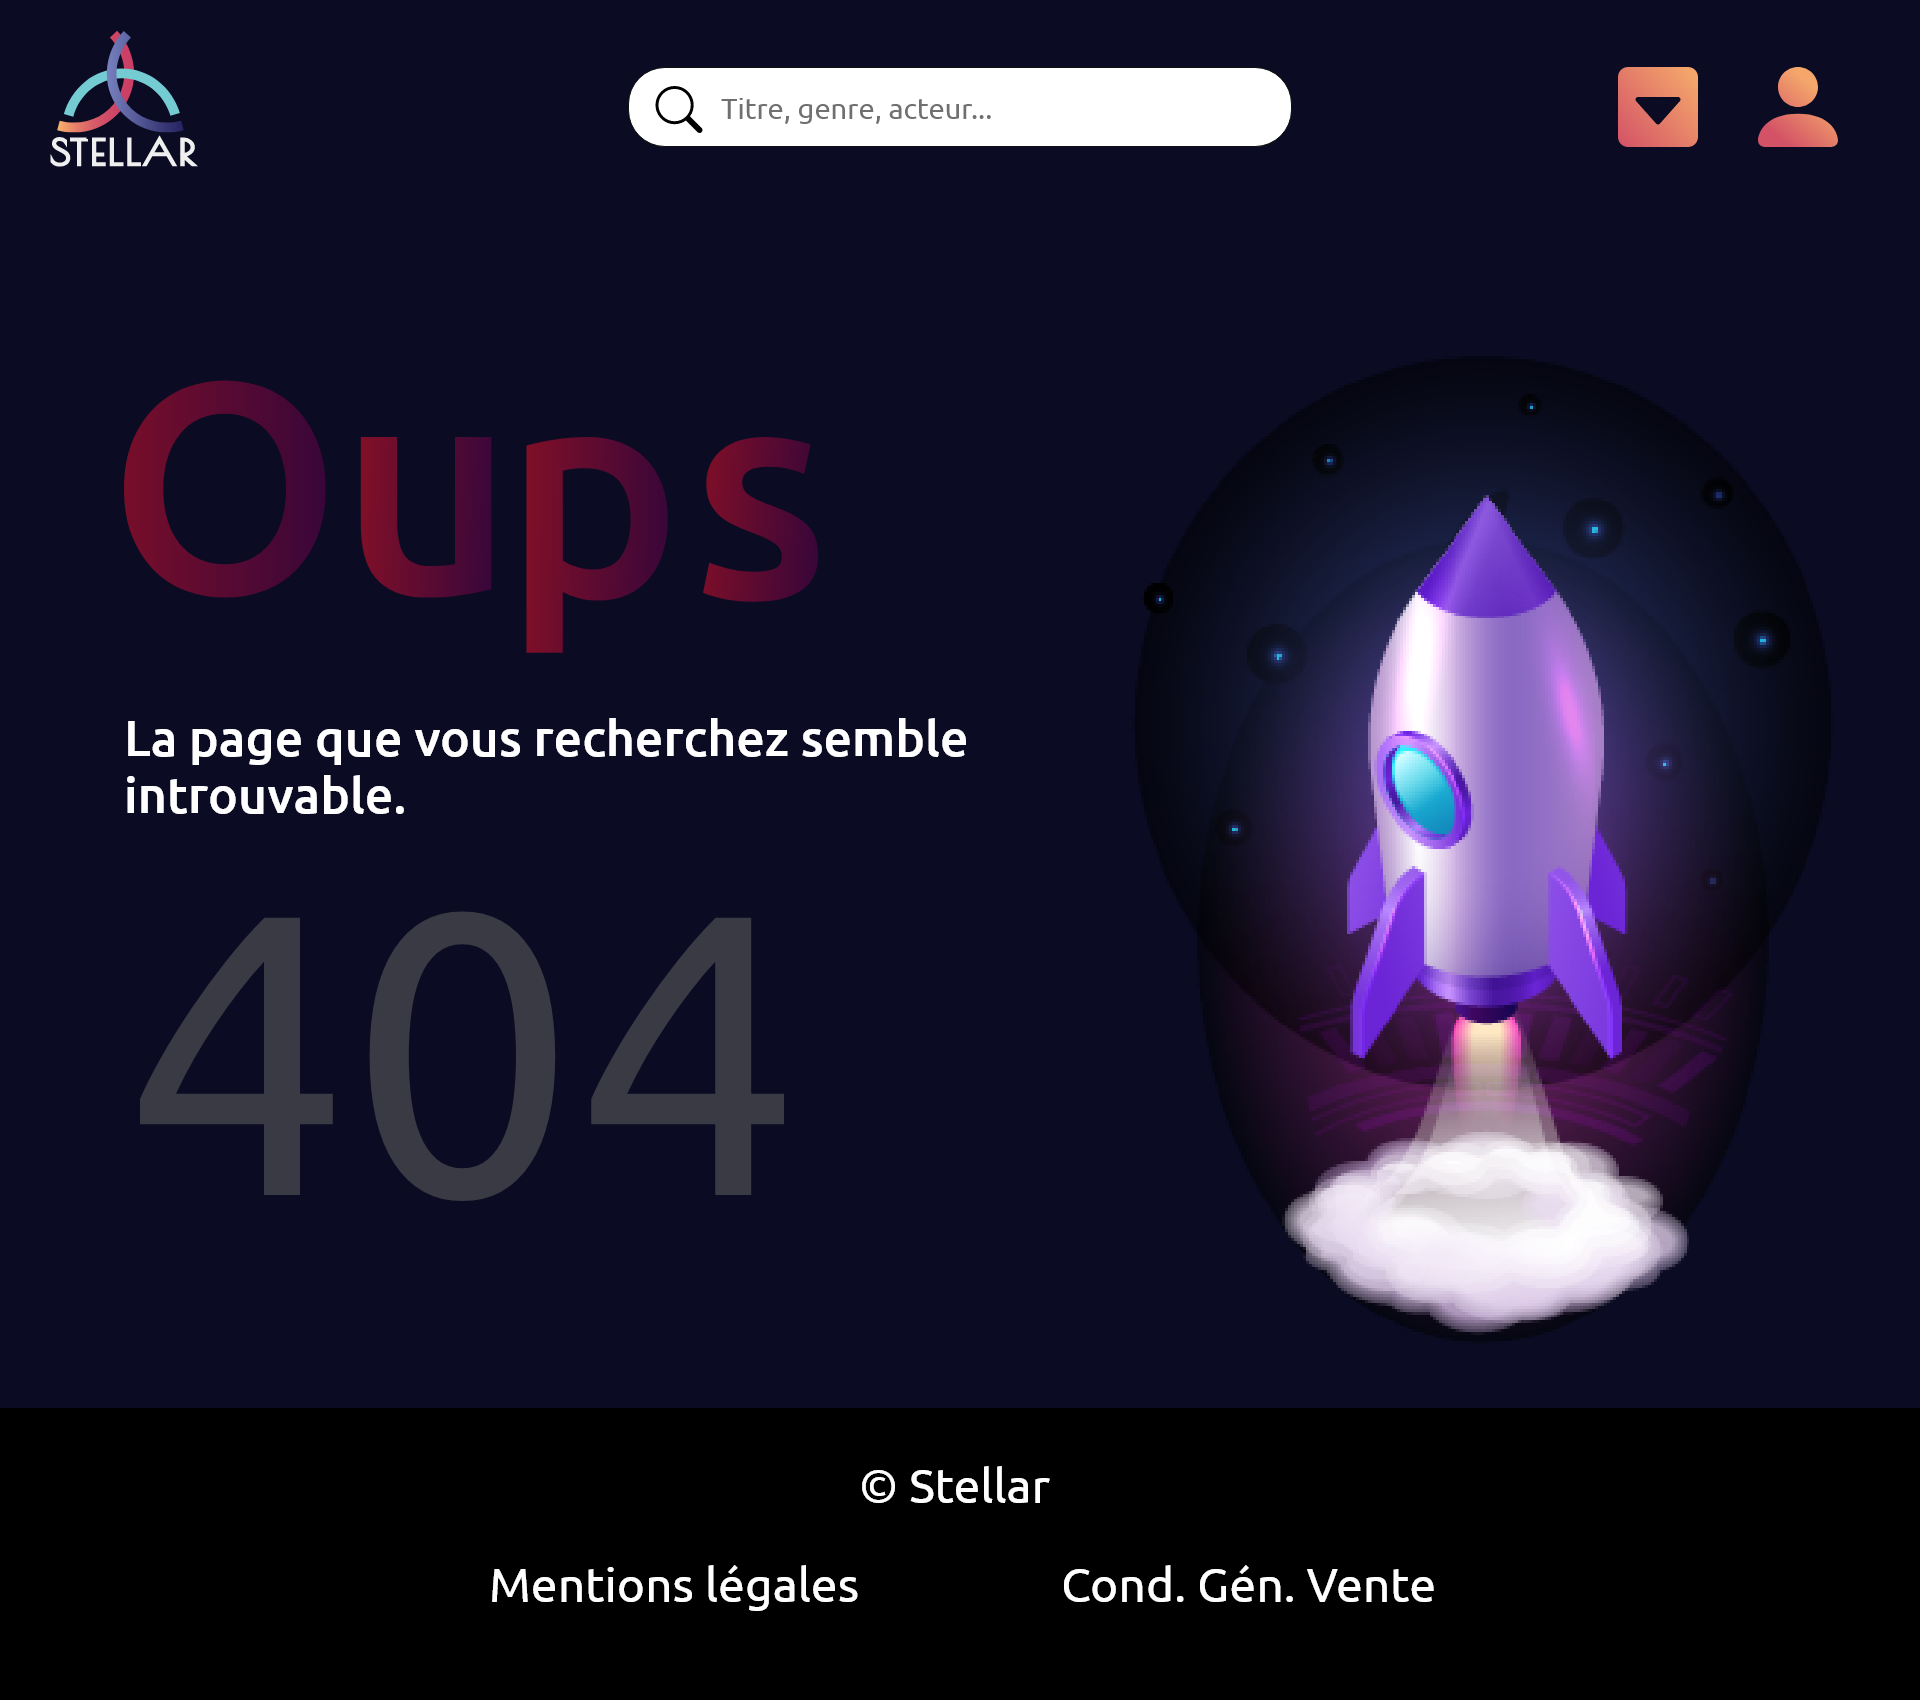 STELLAR
Titre, genre, acteur...
Oups
La page que vous recherchez semble
introuvable.
404
© Stellar
Mentions légales
Cond. Gén. Vente